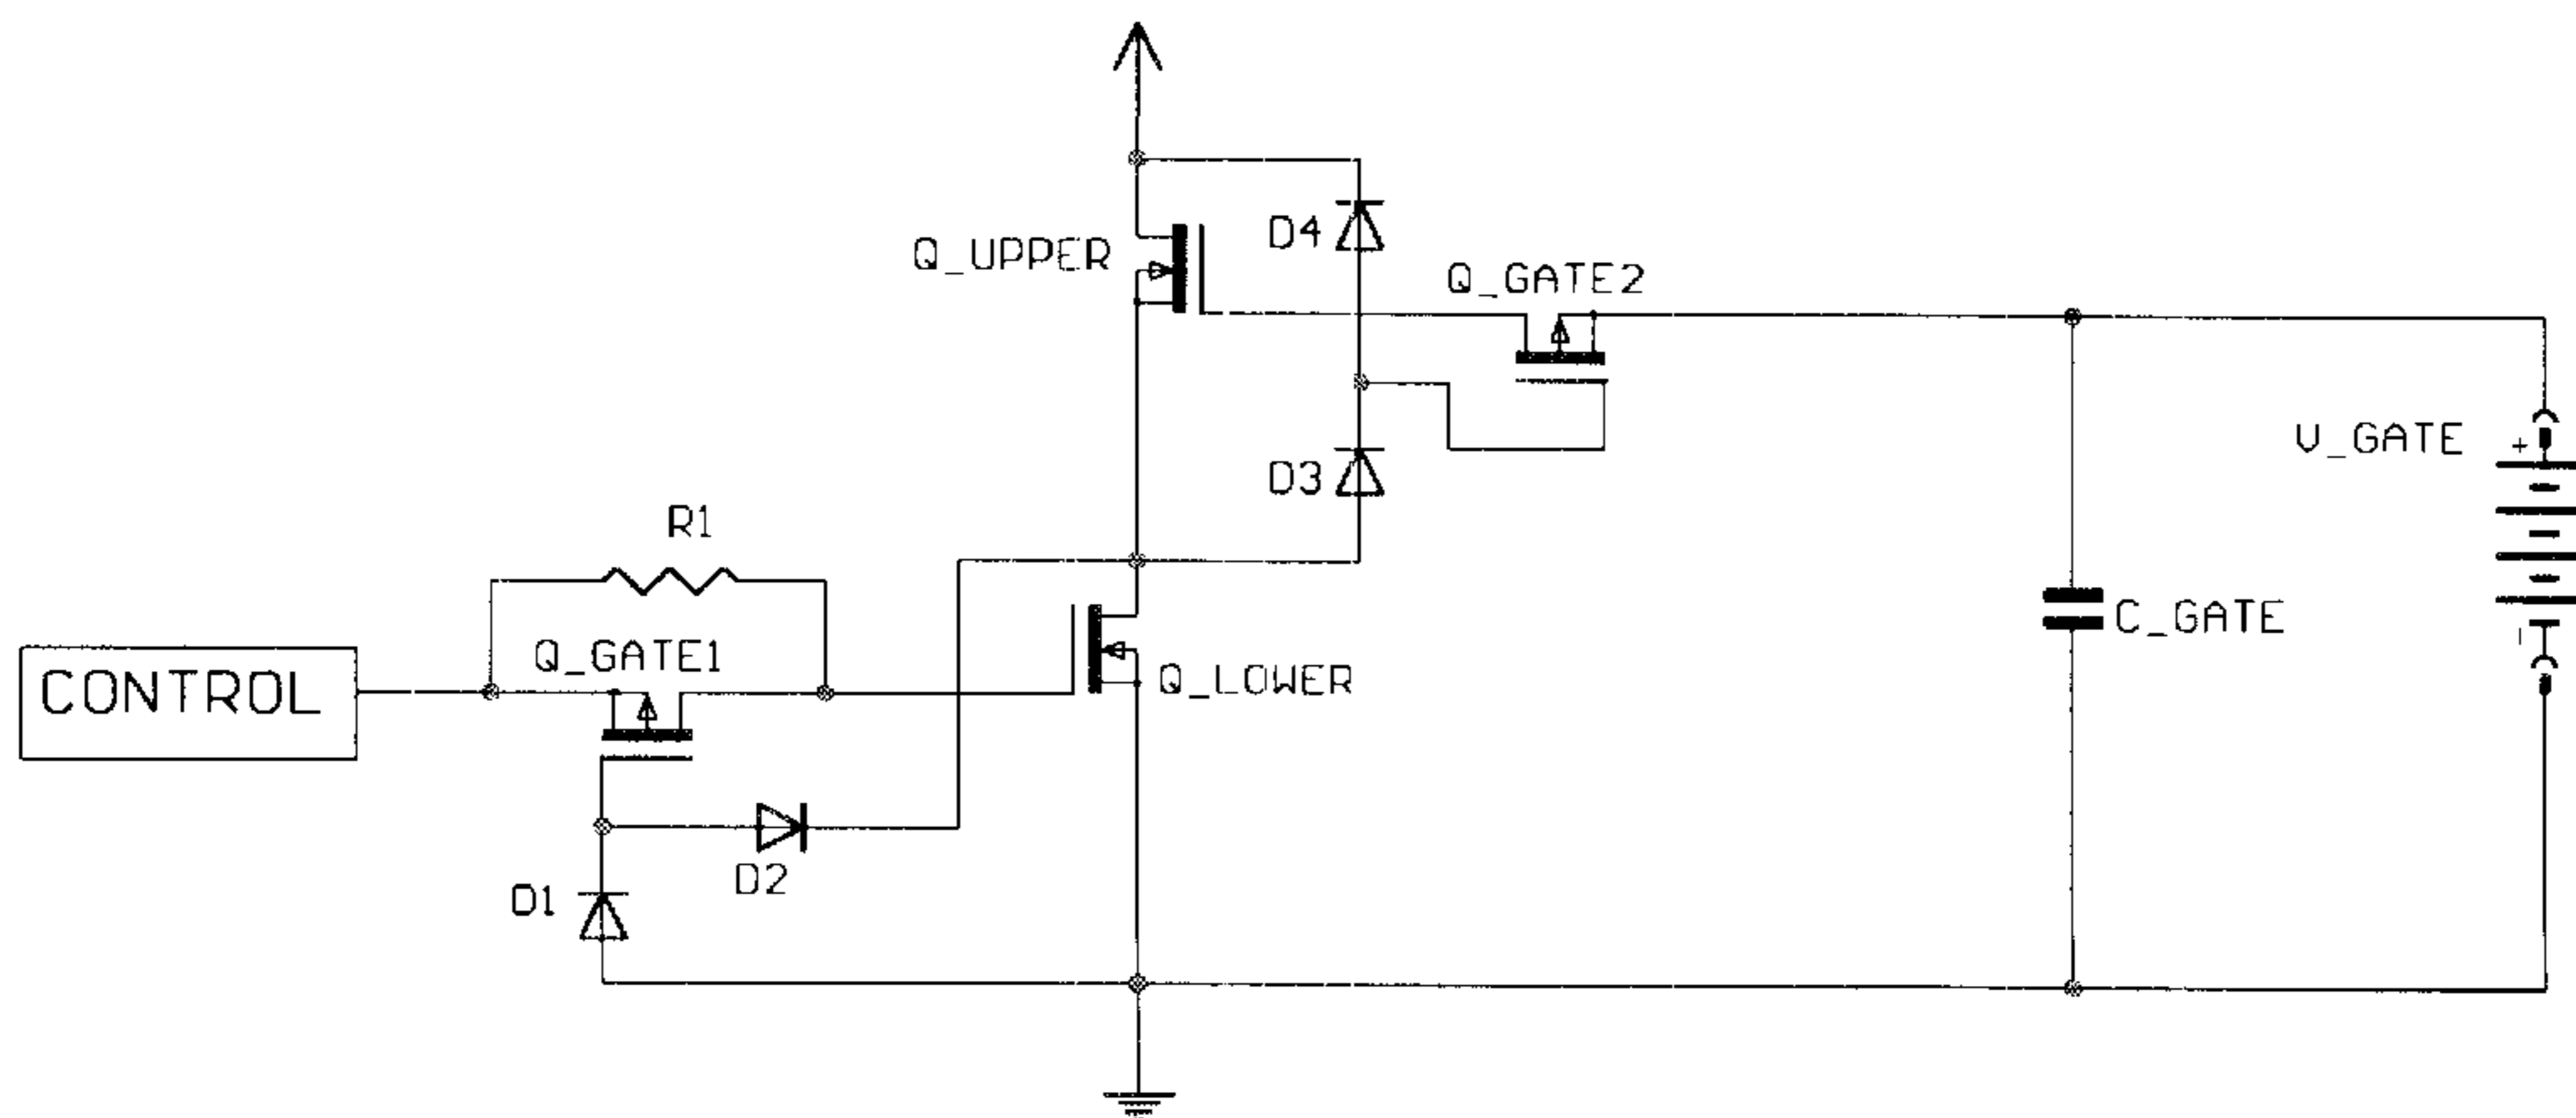 Q_UPPER
D4
Q_GATE2
V_GATE
+
D3
R1
Q_GATE1
C_GATE
-
CONTROL
Q_LOWER
D2
D1